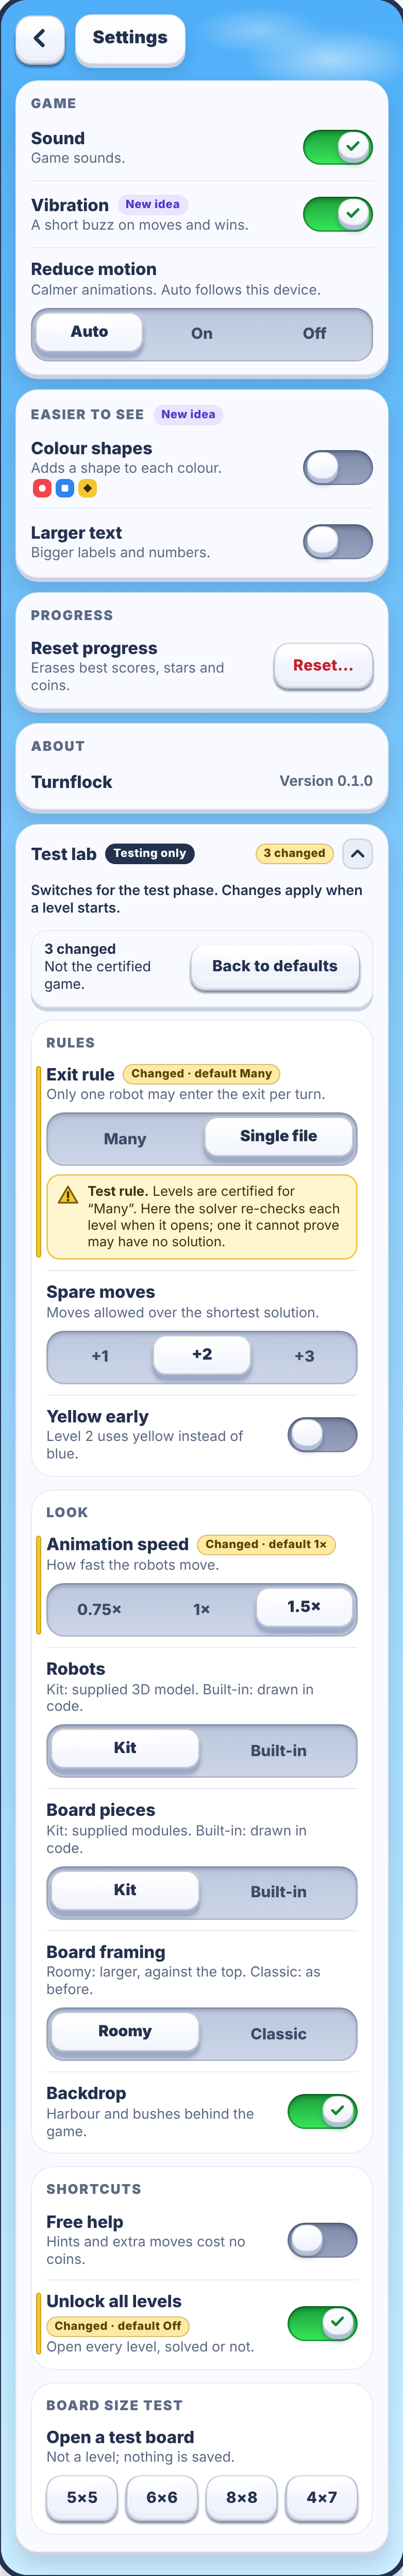 Settings
GAME
Sound
Game sounds.
Vibration New idea
A short buzz on moves and wins.
Reduce motion
Calmer animations. Auto follows this device.
Auto On Off
EASIER TO SEE New idea
Colour shapes
Adds a shape to each colour.
Larger text
Bigger labels and numbers.
PROGRESS
Reset progress
Erases best scores, stars and
coins.
Reset...
ABOUT
Turnflock Version 0.1.0
Test lab Testing only 3 changed
Switches for the test phase. Changes apply when
a level starts.
3 changed
Not the certified
game.
Back to defaults
RULES
Exit rule Changed · default Many
Only one robot may enter the exit per turn.
Many Single file
Test rule. Levels are certified for
“Many”. Here the solver re-checks each
level when it opens; one it cannot prove
may have no solution.
Spare moves
Moves allowed over the shortest solution.
+1 +2 +3
Yellow early
Level 2 uses yellow instead of
blue.
LOOK
Animation speed Changed · default 1×
How fast the robots move.
0.75× 1× 1.5×
Robots
Kit: supplied 3D model. Built-in: drawn in
code.
Kit Built-in
Board pieces
Kit: supplied modules. Built-in: drawn in
code.
Kit Built-in
Board framing
Roomy: larger, against the top. Classic: as
before.
Roomy Classic
Backdrop
Harbour and bushes behind the
game.
SHORTCUTS
Free help
Hints and extra moves cost no
coins.
Unlock all levels
Changed · default Off
Open every level, solved or not.
BOARD SIZE TEST
Open a test board
Not a level; nothing is saved.
5×5 6×6 8×8 4×7